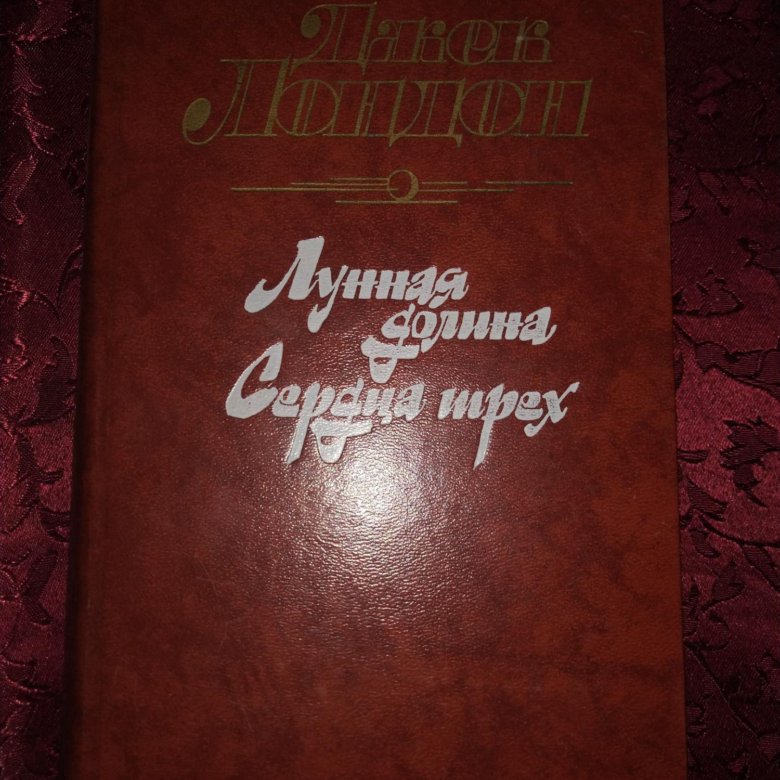 Джек
Лондон
Лунная
долина
Сердца трех